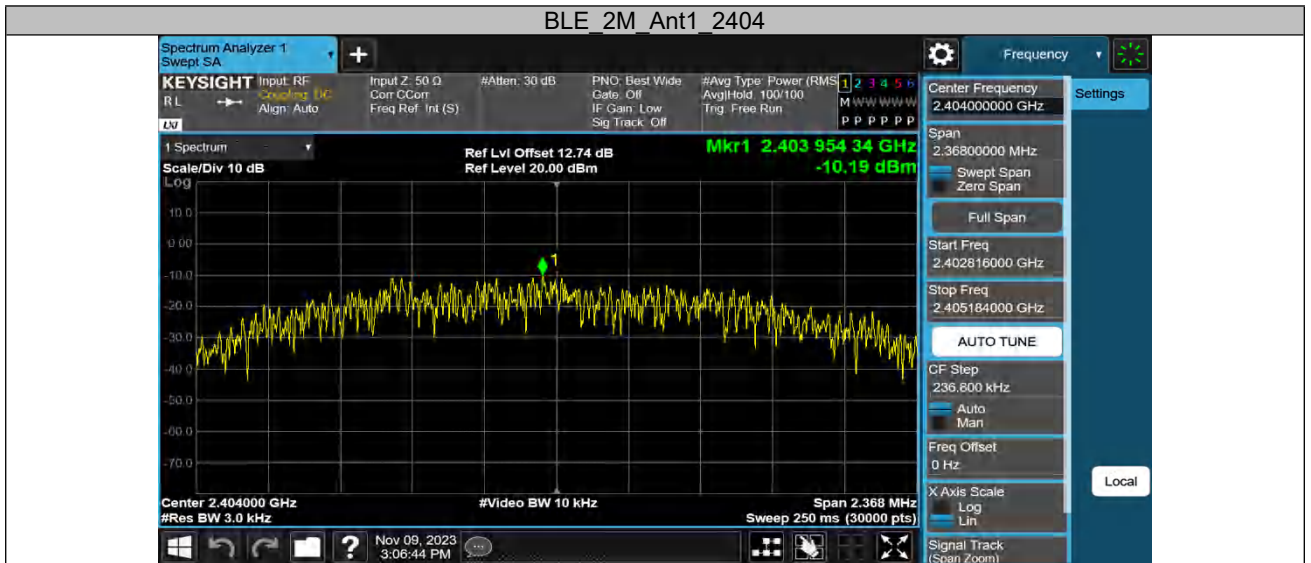 BLE_2M_Ant1_2404
Spectrum Analyzer 1
Swept SA
Frequency
KEYSIGHT
RL
LXI
Input: RF
Coupling: DC
Align: Auto
Input Z: 50 Ω
Corr CCorr
Freq Ref: Int (S)
#Atten: 30 dB
PNO: Best Wide
Gate: Off
IF Gain: Low
Sig Track: Off
#Avg Type: Power (RMS
Avg|Hold: 100/100
Trig: Free Run
1 2 3 4 5 6
M W W W W W
P P P P P P
1 Spectrum
Scale/Div 10 dB
Log
Ref Lvl Offset 12.74 dB
Ref Level 20.00 dBm
Mkr1 2.403 954 34 GHz
-10.19 dBm
10.0
0.00
-10.0
-20.0
-30.0
-40.0
-50.0
-60.0
-70.0
1
Center 2.404000 GHz
#Res BW 3.0 kHz
#Video BW 10 kHz
Span 2.368 MHz
Sweep 250 ms (30000 pts)
Nov 09, 2023
3:06:44 PM
Center Frequency
2.404000000 GHz
Span
2.36800000 MHz
Swept Span
Zero Span
Full Span
Start Freq
2.402816000 GHz
Stop Freq
2.405184000 GHz
AUTO TUNE
CF Step
236.800 kHz
Auto
Man
Freq Offset
0 Hz
X Axis Scale
Log
Lin
Signal Track
(Span Zoom)
Settings
Local